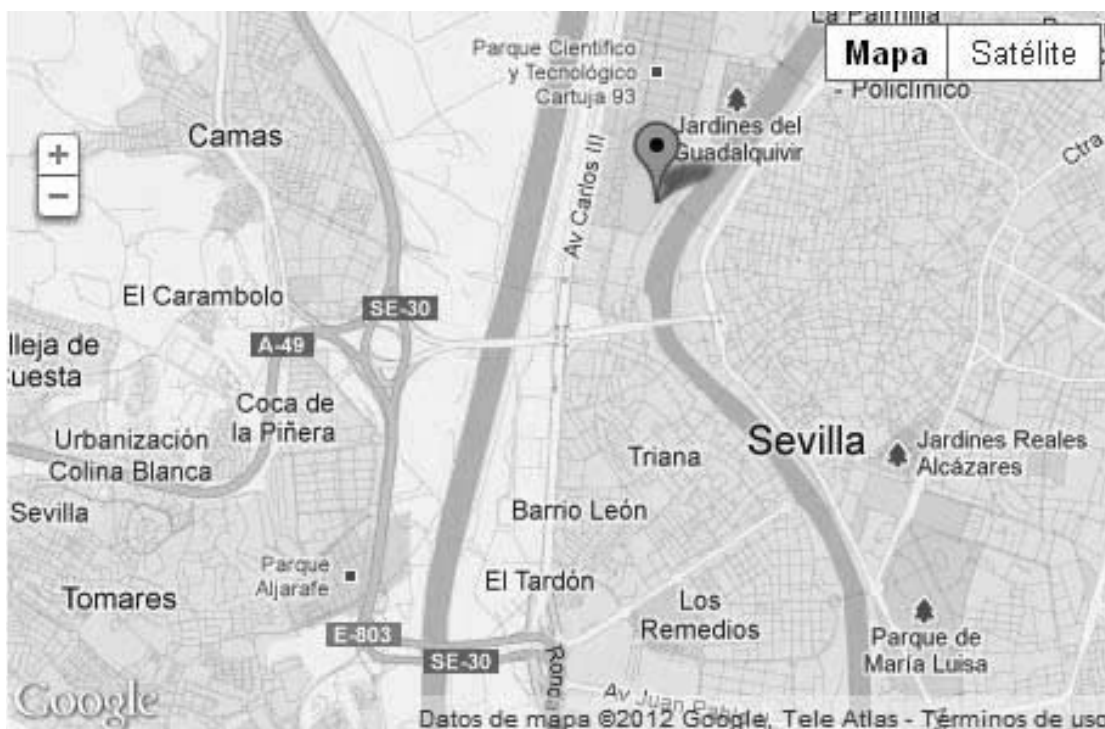 La Palmilla
Mapa
Satélite
Parque Científico
y Tecnológico
Cartuja 93
- Policlínico
Camas
Jardines del
Guadalquivir
Ctra
Av Carlos III
+
−
El Carambolo
SE-30
A-49
lleja de
uesta
Coca de
la Piñera
Urbanización
Colina Blanca
Sevilla
Triana
Jardines Reales
Alcázares
Sevilla
Barrio León
Parque
Aljarafe
El Tardón
Tomares
Los
Remedios
E-803
SE-30
Parque de
María Luisa
Ronda
Av Juan Pablo
Google
Datos de mapa ©2012 Google, Tele Atlas - Términos de uso